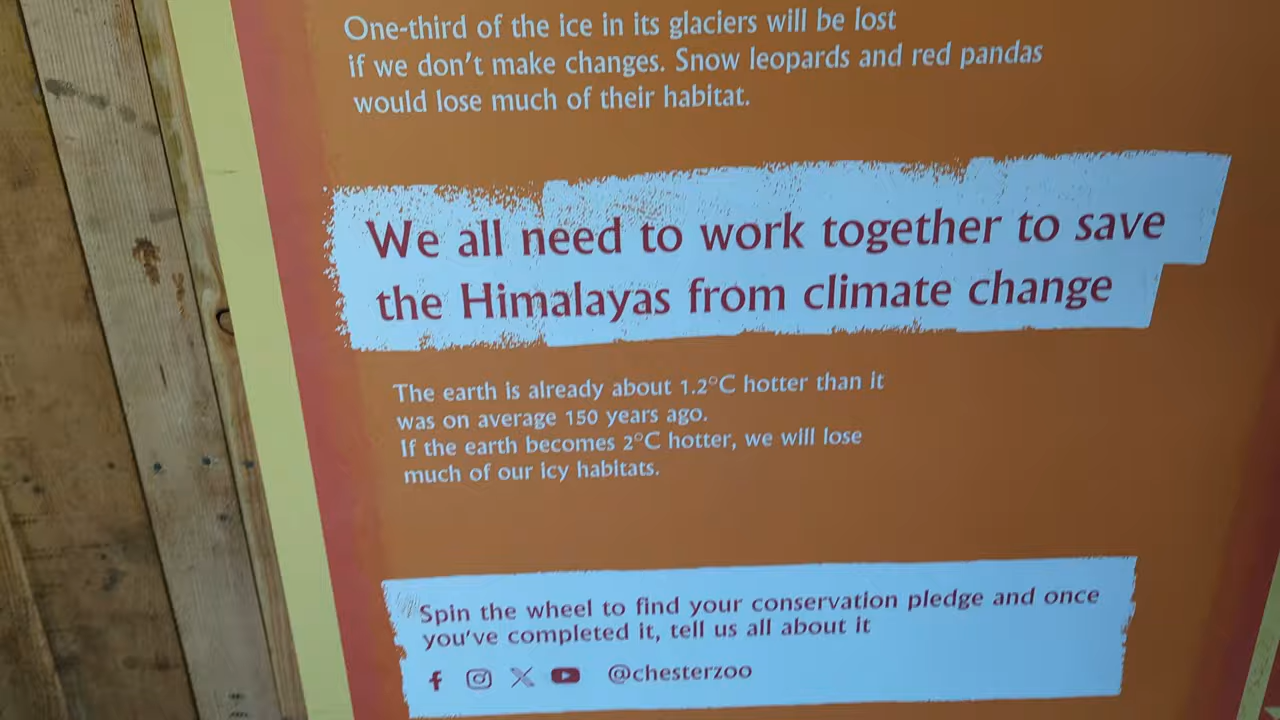 One-third of the ice in its glaciers will be lost
if we don't make changes. Snow leopards and red pandas
would lose much of their habitat.
We all need to work together to save
the Himalayas from climate change
The earth is already about 1.2°C hotter than it
was on average 150 years ago.
If the earth becomes 2°C hotter, we will lose
much of our icy habitats.
Spin the wheel to find your conservation pledge and once
you've completed it, tell us all about it
@chesterzoo